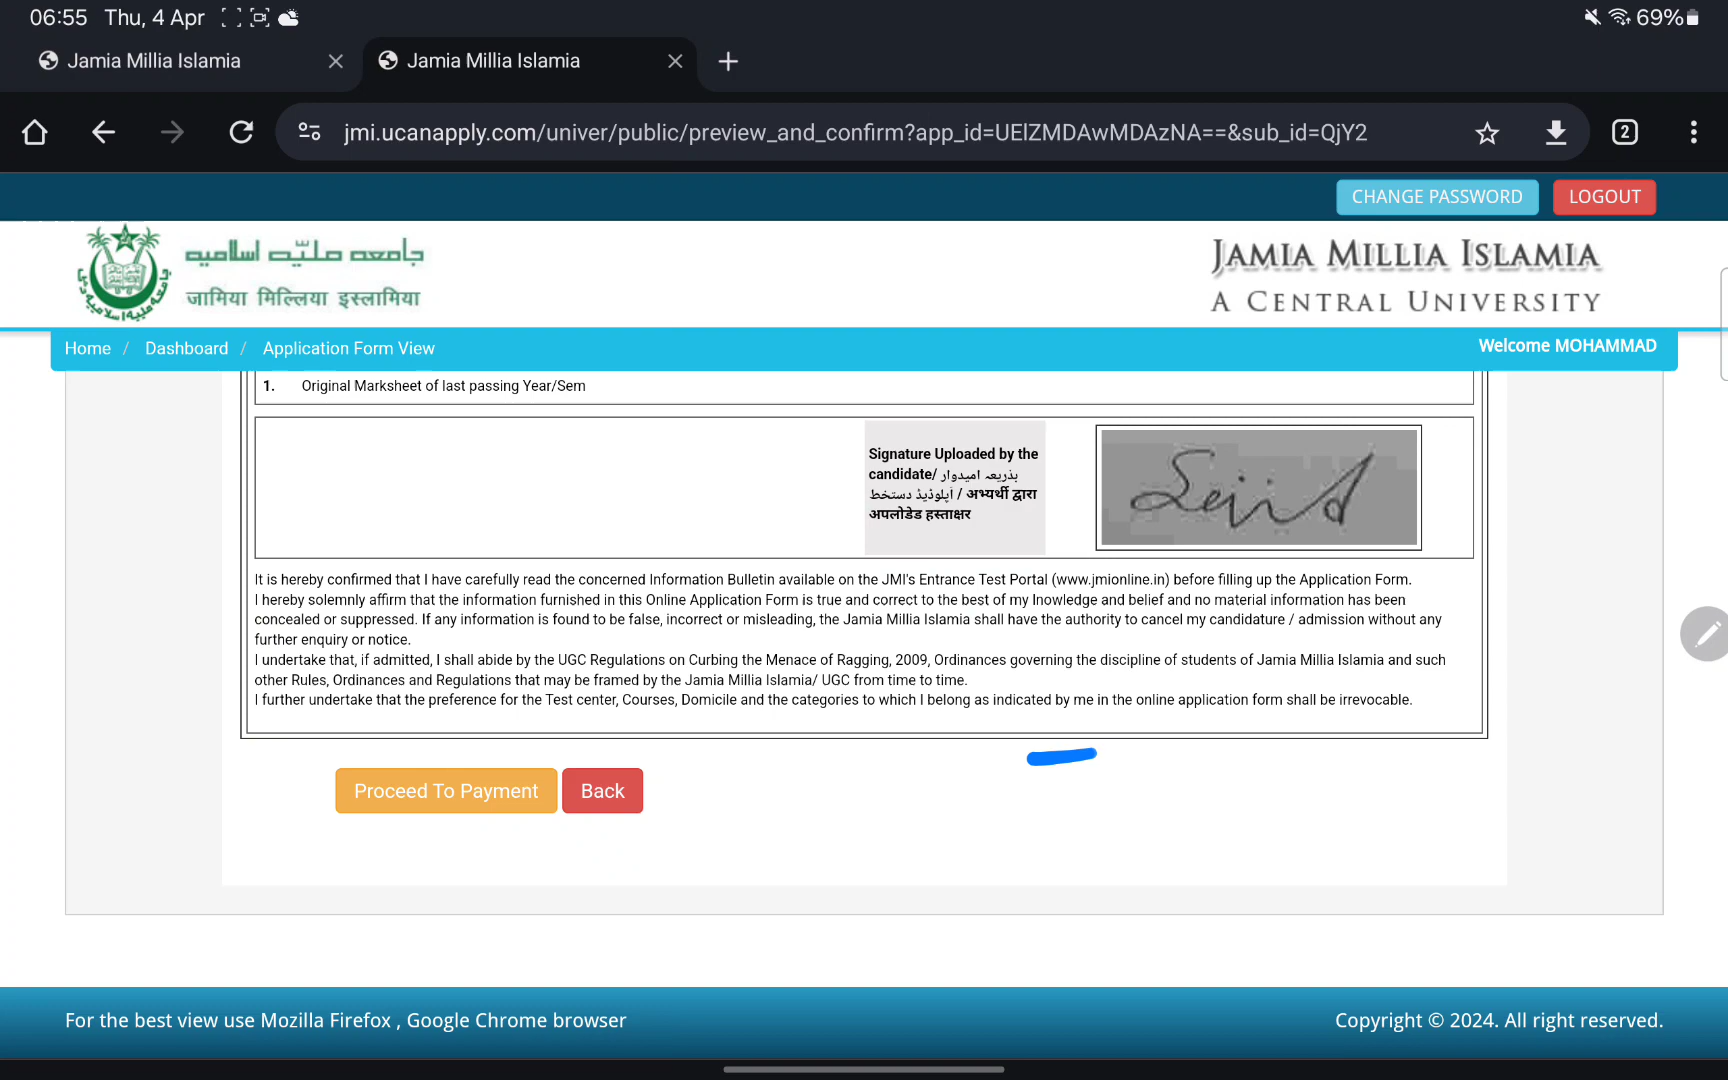 06:55 Thu, 4 Apr 69%
Jamia Millia Islamia
Jamia Millia Islamia
2
jmi.ucanapply.com/univer/public/preview_and_confirm?app_id=UElZMDAwMDAzNA==&sub_id=QjY2
CHANGE PASSWORD LOGOUT
جامعہ ملیّہ اسلامیہ
जामिया मिल्लिया इस्लामिया
JAMIA MILLIA ISLAMIA
A CENTRAL UNIVERSITY
Home / Dashboard / Application Form View
Welcome MOHAMMAD
1. Original Marksheet of last passing Year/Sem
Signature Uploaded by the
candidate/ بذریعہ امیدوار
اَپلوڈیڈ دستخط / अभ्यर्थी द्वारा
अपलोडेड हस्ताक्षर
It is hereby confirmed that I have carefully read the concerned Information Bulletin available on the JMI's Entrance Test Portal (www.jmionline.in) before filling up the Application Form.
I hereby solemnly affirm that the information furnished in this Online Application Form is true and correct to the best of my lnowledge and belief and no material information has been
concealed or suppressed. If any information is found to be false, incorrect or misleading, the Jamia Millia Islamia shall have the authority to cancel my candidature / admission without any
further enquiry or notice.
I undertake that, if admitted, I shall abide by the UGC Regulations on Curbing the Menace of Ragging, 2009, Ordinances governing the discipline of students of Jamia Millia Islamia and such
other Rules, Ordinances and Regulations that may be framed by the Jamia Millia Islamia/ UGC from time to time.
I further undertake that the preference for the Test center, Courses, Domicile and the categories to which I belong as indicated by me in the online application form shall be irrevocable.
Proceed To Payment Back
For the best view use Mozilla Firefox , Google Chrome browser
Copyright © 2024. All right reserved.